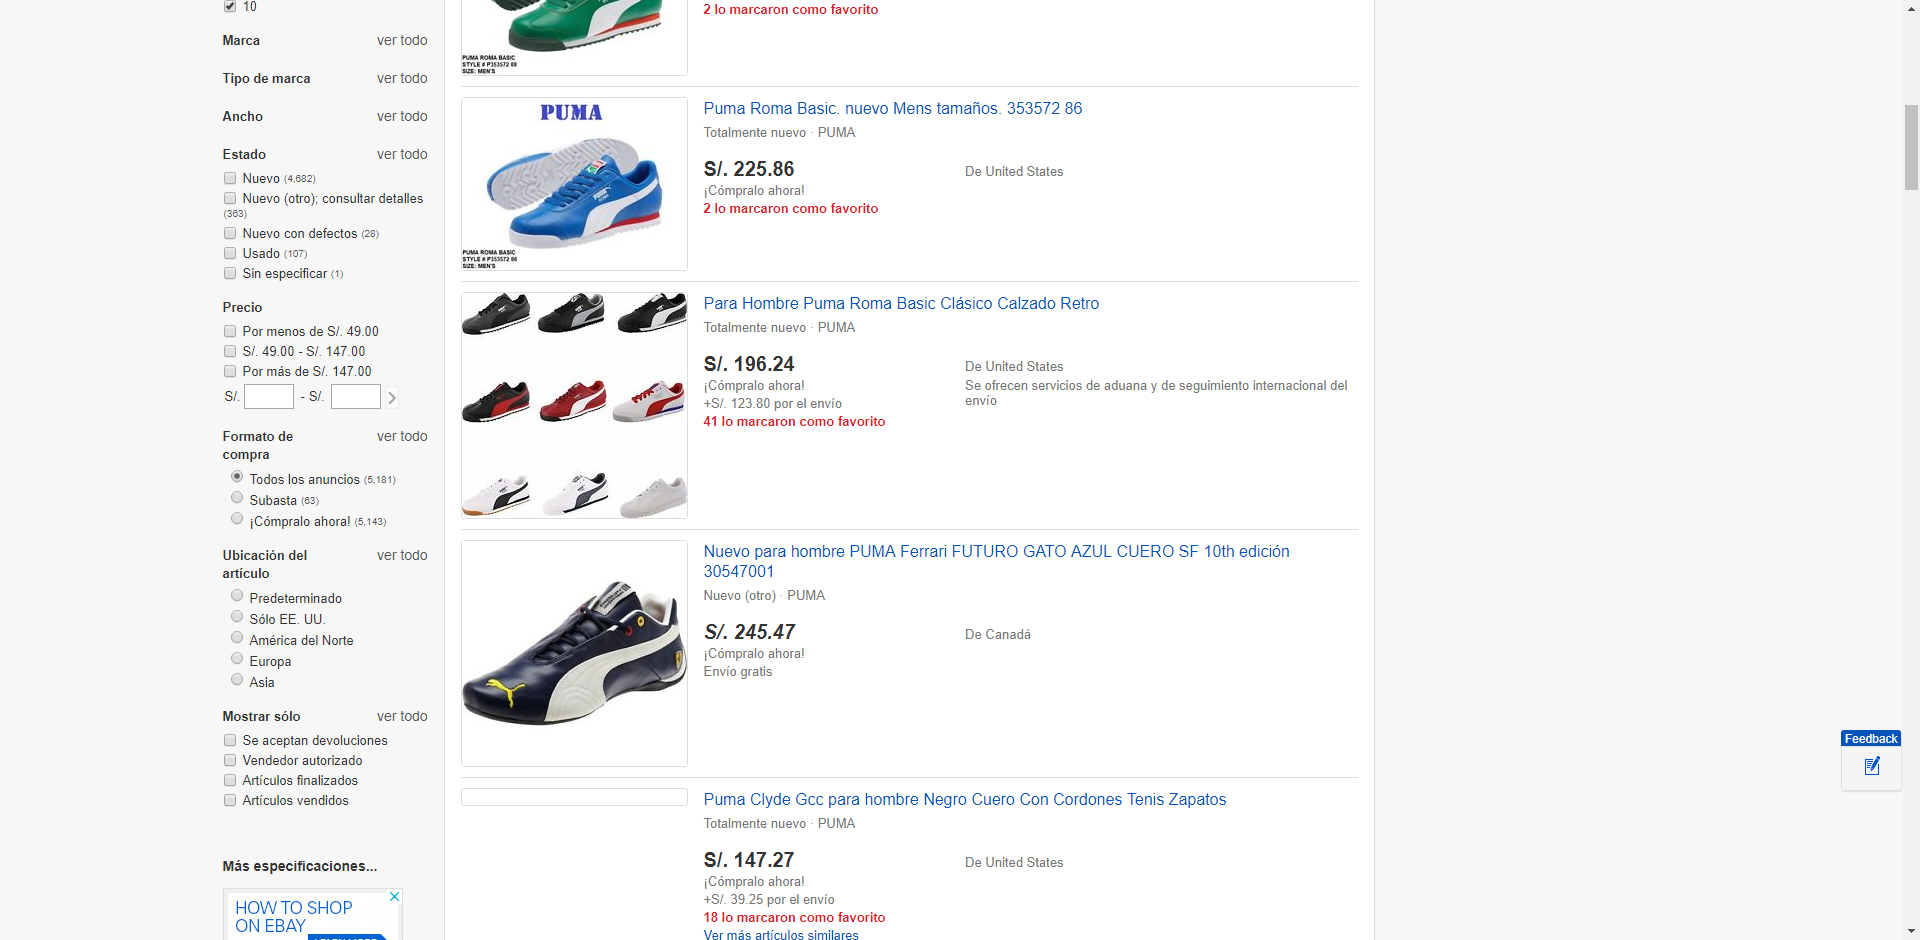 10
Marca ver todo
Tipo de marca ver todo
Ancho ver todo
Estado ver todo
Nuevo (4,682)
Nuevo (otro); consultar detalles
(363)
Nuevo con defectos (28)
Usado (107)
Sin especificar (1)
Precio
Por menos de S/. 49.00
S/. 49.00 - S/. 147.00
Por más de S/. 147.00
S/. - S/.
Formato de ver todo
compra
Todos los anuncios (5,181)
Subasta (63)
¡Cómpralo ahora! (5,143)
Ubicación del ver todo
artículo
Predeterminado
Sólo EE. UU.
América del Norte
Europa
Asia
Mostrar sólo ver todo
Se aceptan devoluciones
Vendedor autorizado
Artículos finalizados
Artículos vendidos
Más especificaciones...
HOW TO SHOP
ON EBAY
2 lo marcaron como favorito
PUMA ROMA BASIC
STYLE # P353572 88
SIZE: MEN'S
PUMA
PUMA ROMA BASIC
STYLE # P353572 86
SIZE: MEN'S
Puma Roma Basic. nuevo Mens tamaños. 353572 86
Totalmente nuevo · PUMA
S/. 225.86 De United States
¡Cómpralo ahora!
2 lo marcaron como favorito
Para Hombre Puma Roma Basic Clásico Calzado Retro
Totalmente nuevo · PUMA
S/. 196.24 De United States
¡Cómpralo ahora! Se ofrecen servicios de aduana y de seguimiento internacional del
+S/. 123.80 por el envío envío
41 lo marcaron como favorito
Nuevo para hombre PUMA Ferrari FUTURO GATO AZUL CUERO SF 10th edición
30547001
Nuevo (otro) · PUMA
S/. 245.47 De Canadá
¡Cómpralo ahora!
Envío gratis
Puma Clyde Gcc para hombre Negro Cuero Con Cordones Tenis Zapatos
Totalmente nuevo · PUMA
S/. 147.27 De United States
¡Cómpralo ahora!
+S/. 39.25 por el envío
18 lo marcaron como favorito
Ver más artículos similares
Feedback